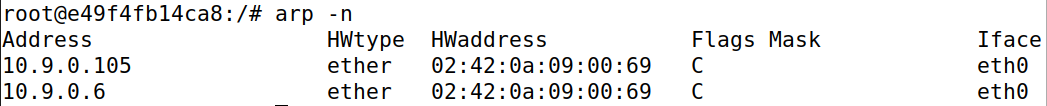 root@e49f4fb14ca8:/# arp -n
Address HWtype HWaddress Flags Mask Iface
10.9.0.105 ether 02:42:0a:09:00:69 C eth0
10.9.0.6 ether 02:42:0a:09:00:69 C eth0